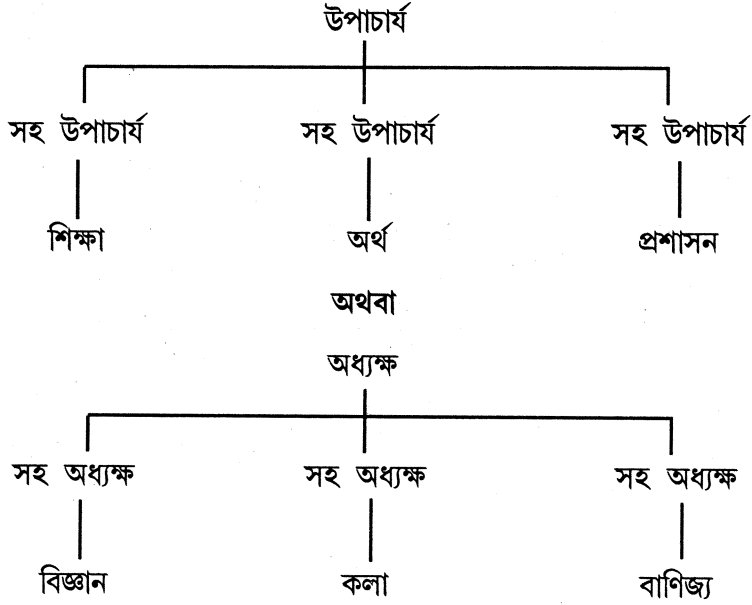 উপাচার্য
সহ উপাচার্য সহ উপাচার্য সহ উপাচার্য
শিক্ষা অর্থ প্রশাসন
অথবা
অধ্যক্ষ
সহ অধ্যক্ষ সহ অধ্যক্ষ সহ অধ্যক্ষ
বিজ্ঞান কলা বাণিজ্য